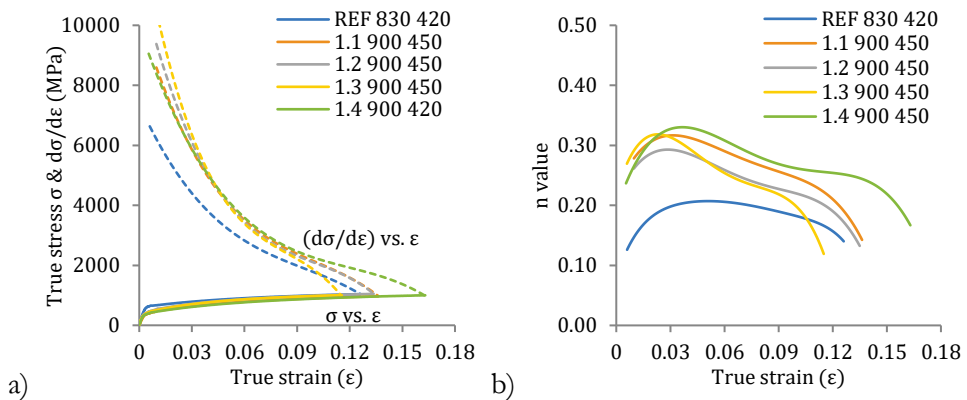 True stress σ & dσ/dε (MPa)
10000
8000
6000
4000
2000
0
REF 830 420
1.1 900 450
1.2 900 450
1.3 900 450
1.4 900 420
(dσ/dε) vs. ε
σ vs. ε
0 0.03 0.06 0.09 0.12 0.15 0.18
True strain (ε)
a)
n value
0.50
0.40
0.30
0.20
0.10
0.00
REF 830 420
1.1 900 450
1.2 900 450
1.3 900 450
1.4 900 450
0 0.03 0.06 0.09 0.12 0.15 0.18
True strain (ε)
b)